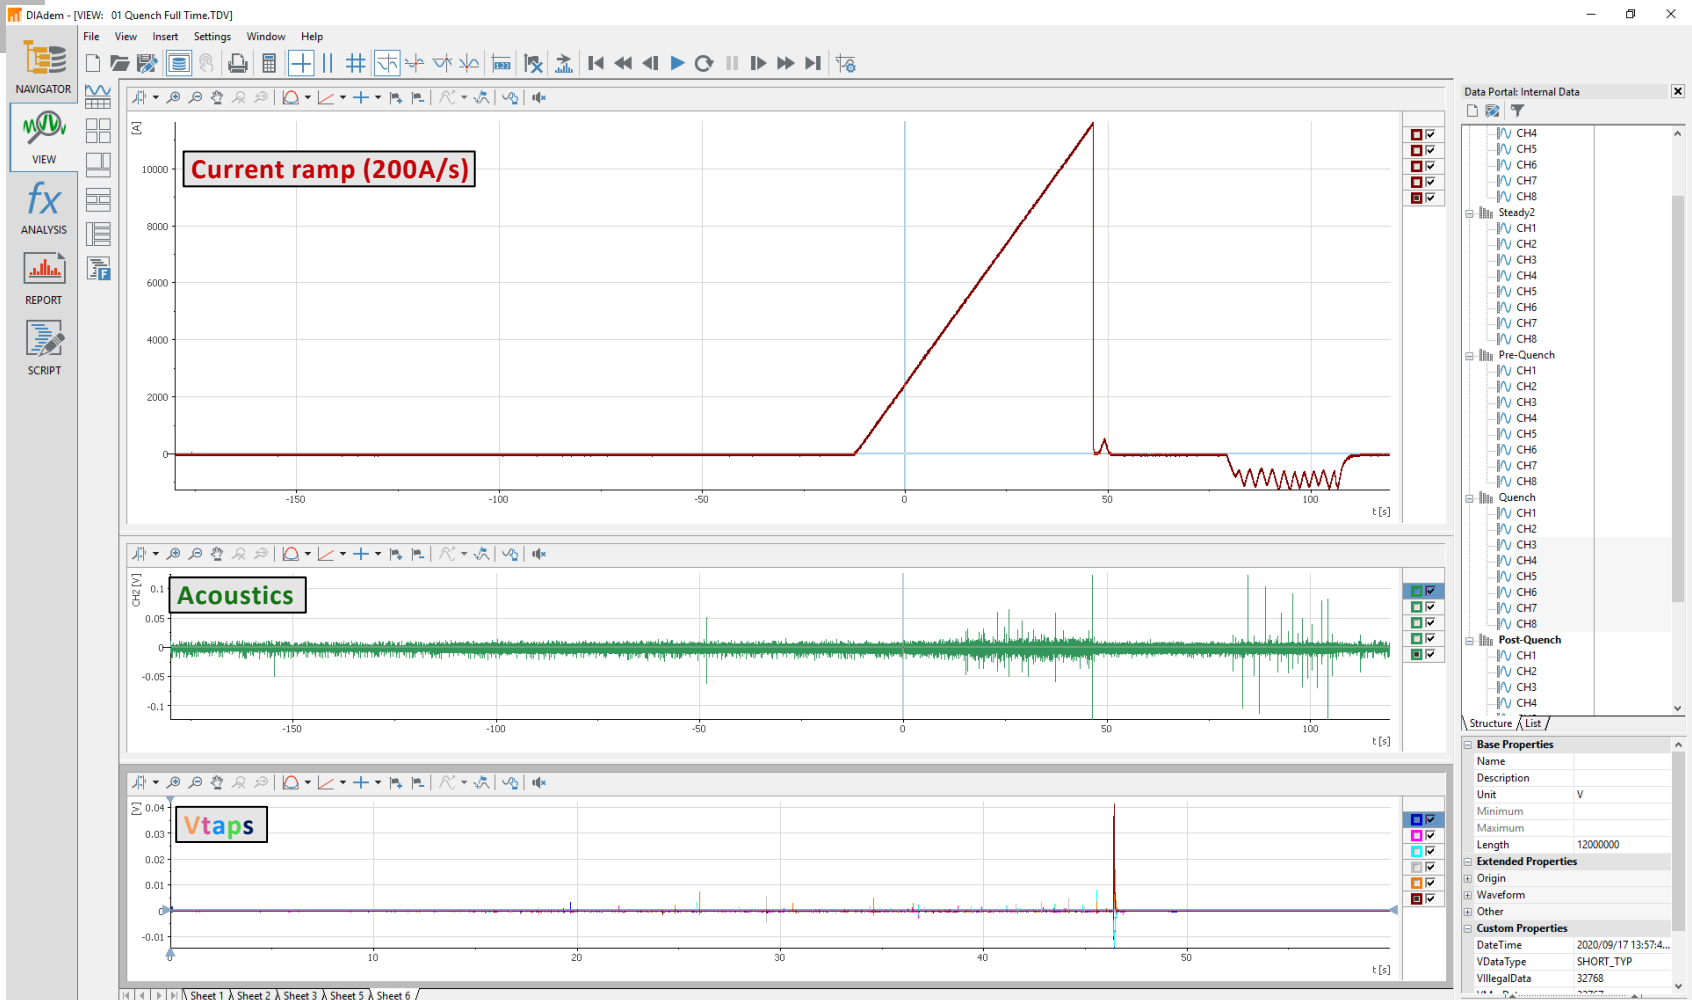 DIAdem - [VIEW: 01 Quench Full Time.TDV]
File View Insert Settings Window Help
NAVIGATOR
VIEW
ANALYSIS
REPORT
SCRIPT
[A]
Current ramp (200A/s)
10000
8000
6000
4000
2000
0
-150 -100 -50 0 50 100
t [s]
CH2 [V]
Acoustics
0.1
0.05
0
-0.05
-0.1
-150 -100 -50 0 50 100
t [s]
[V]
Vtaps
0.04
0.03
0.02
0.01
0
-0.01
0 10 20 30 40 50
t [s]
Sheet 1 Sheet 2 Sheet 3 Sheet 5 Sheet 6
Data Portal: Internal Data
CH4
CH5
CH6
CH7
CH8
Steady2
CH1
CH2
CH3
CH4
CH5
CH6
CH7
CH8
Pre-Quench
CH1
CH2
CH3
CH4
CH5
CH6
CH7
CH8
Quench
CH1
CH2
CH3
CH4
CH5
CH6
CH7
CH8
Post-Quench
CH1
CH2
CH3
CH4
Structure List
Base Properties
Name
Description
Unit V
Minimum
Maximum
Length 12000000
Extended Properties
Origin
Waveform
Other
Custom Properties
DateTime 2020/09/17 13:57:4...
VDataType SHORT_TYP
VIllegalData 32768